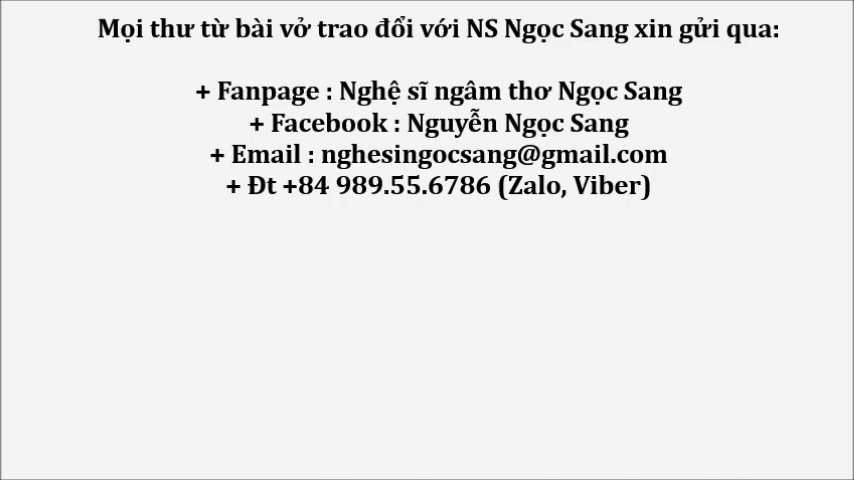 Mọi thư từ bài vở trao đổi với NS Ngọc Sang xin gửi qua:
+ Fanpage : Nghệ sĩ ngâm thơ Ngọc Sang
+ Facebook : Nguyễn Ngọc Sang
+ Email : nghesingocsang@gmail.com
+ Đt +84 989.55.6786 (Zalo, Viber)